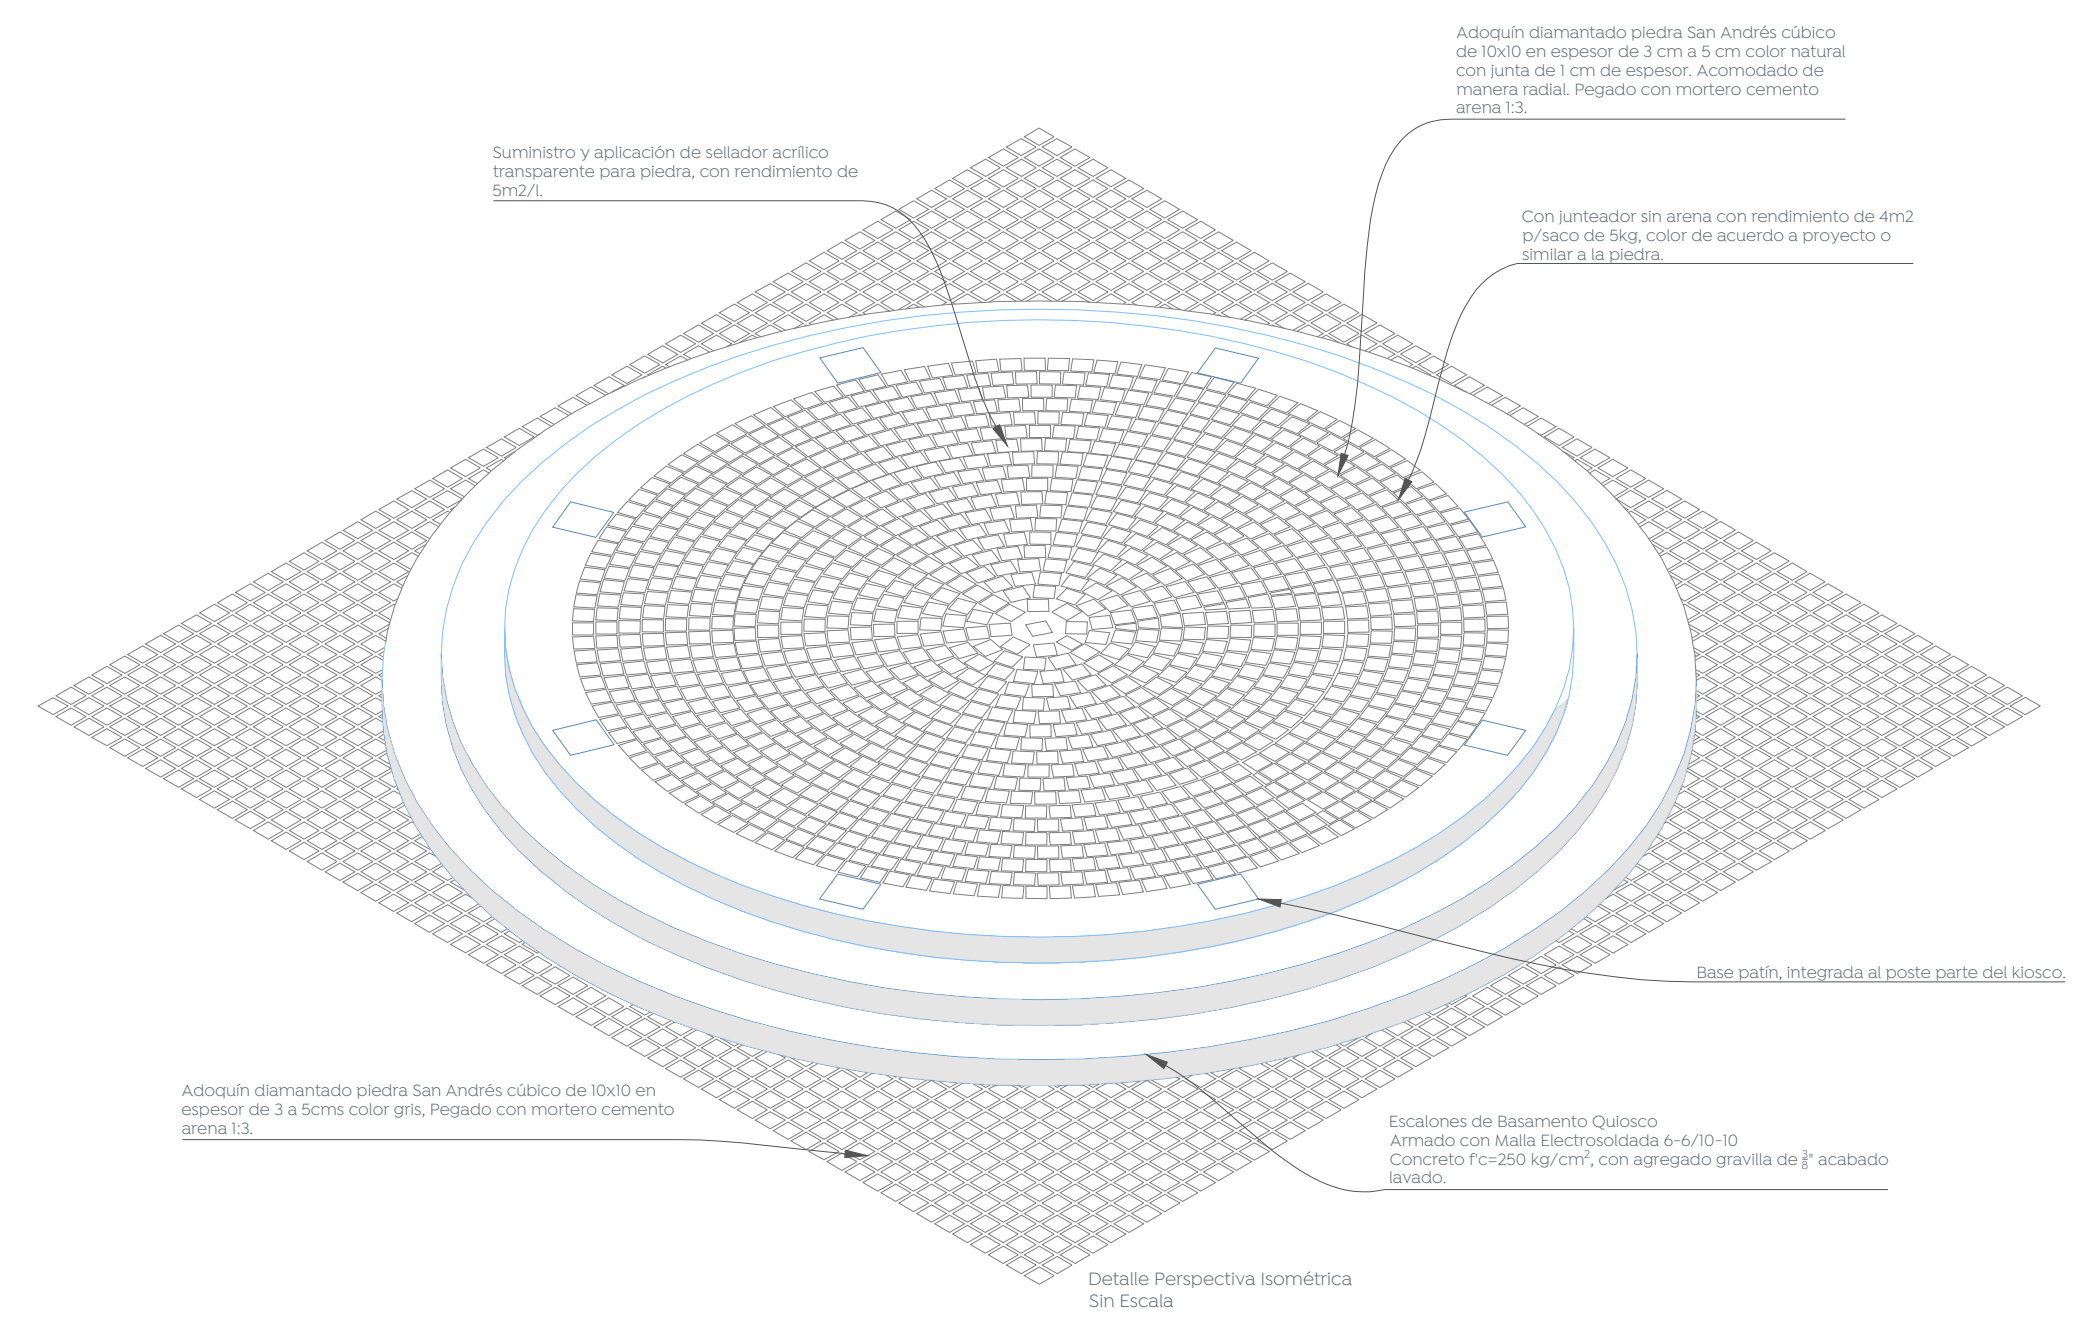 Adoquín diamantado piedra San Andrés cúbico
de 10x10 en espesor de 3 cm a 5 cm color natural
con junta de 1 cm de espesor. Acomodado de
manera radial. Pegado con mortero cemento
arena 1:3.
Suministro y aplicación de sellador acrílico
transparente para piedra, con rendimiento de
5m2/l.
Con junteador sin arena con rendimiento de 4m2
p/saco de 5kg, color de acuerdo a proyecto o
similar a la piedra.
Base patín, integrada al poste parte del kiosco.
Adoquín diamantado piedra San Andrés cúbico de 10x10 en
espesor de 3 a 5cms color gris, Pegado con mortero cemento
arena 1:3.
Escalones de Basamento Quiosco
Armado con Malla Electrosoldada 6-6/10-10
Concreto f'c=250 kg/cm², con agregado gravilla de 3/8" acabado
lavado.
Detalle Perspectiva Isométrica
Sin Escala